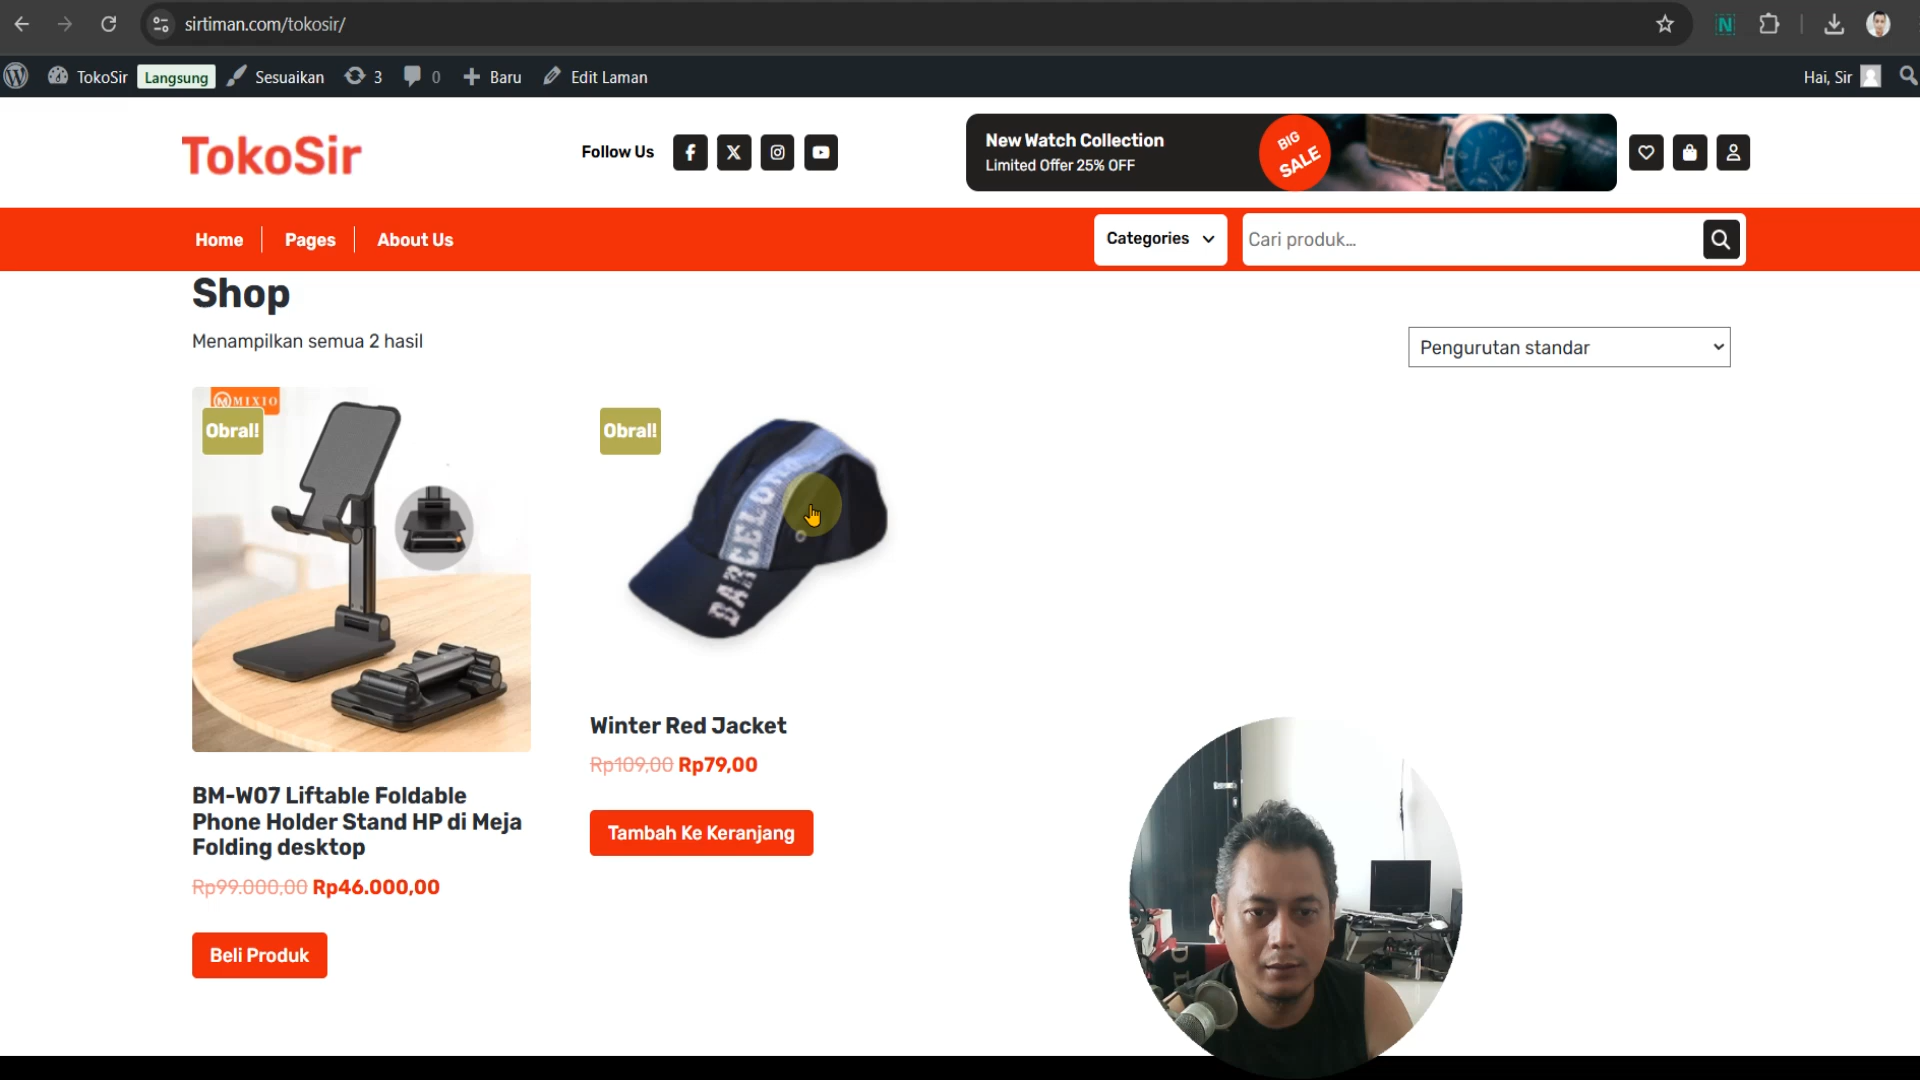 sirtiman.com/tokosir/
TokoSir Langsung Sesuaikan 3 0 Baru Edit Laman Hai, Sir
TokoSir
Follow Us
New Watch Collection
Limited Offer 25% OFF
BIG
SALE
Home Pages About Us
Categories
Cari produk...
Shop
Menampilkan semua 2 hasil
Pengurutan standar
MIXIO
Obral!
BM-W07 Liftable Foldable
Phone Holder Stand HP di Meja
Folding desktop
Rp99.000,00 Rp46.000,00
Beli Produk
Obral!
BARCELONA
BARCELONA
Winter Red Jacket
Rp109,00 Rp79,00
Tambah Ke Keranjang